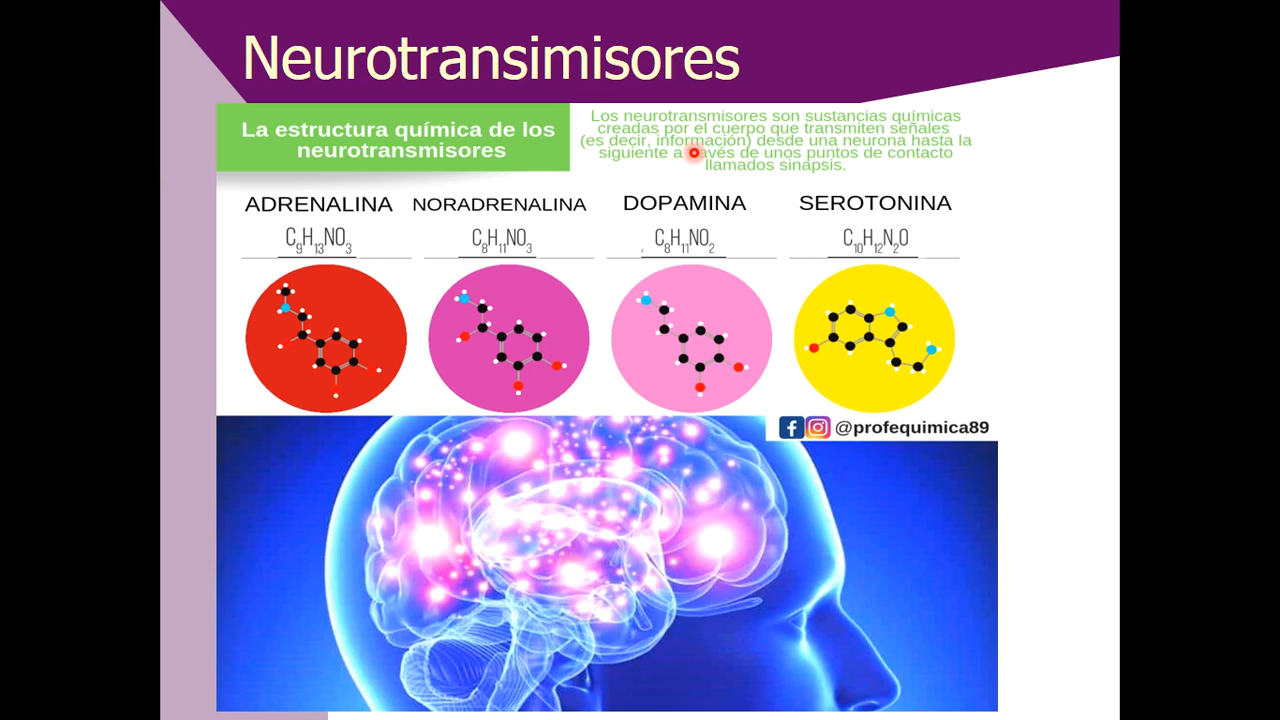 Neurotransimisores
La estructura química de los
neurotransmisores
Los neurotransmisores son sustancias químicas
creadas por el cuerpo que transmiten señales
(es decir, información) desde una neurona hasta la
siguiente a través de unos puntos de contacto
llamados sinapsis.
ADRENALINA
C9H13NO3
NORADRENALINA
C8H11NO3
DOPAMINA
C8H11NO2
SEROTONINA
C10H12N2O
@profequimica89